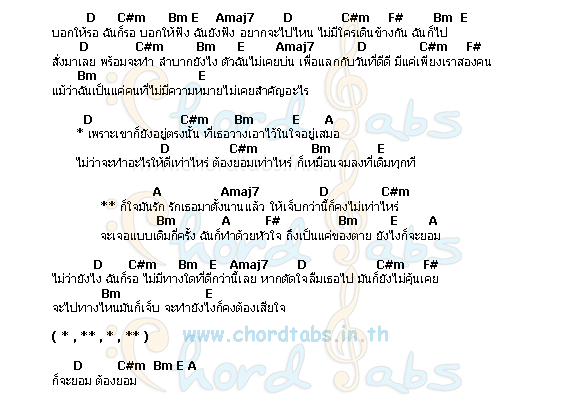 D C#m Bm E Amaj7 D C#m F# Bm E
บอกให้รอ ฉันก็รอ บอกให้ฟัง ฉันยังฟัง อยากจะไปไหน ไม่มีใครเดินข้างกัน ฉันก็ไป
D C#m Bm E Amaj7 D C#m F#
สั่งมาเลย พร้อมจะทำ ลำบากยังไง ตัวฉันไม่เคยบ่น เพื่อแลกกับวันที่ดีดี มีแค่เพียงเราสองคน
Bm E
แม้ว่าฉันเป็นแค่คนที่ไม่มีความหมายไม่เคยสำคัญอะไร
D C#m Bm E A
* เพราะเขาก็ยังอยู่ตรงนั้น ที่เธอวางเอาไว้ในใจอยู่เสมอ
D C#m Bm E
ไม่ว่าจะทำอะไรให้ดีเท่าไหร่ ต้องยอมเท่าไหร่ ก็เหมือนจมลงที่เดิมทุกที
A Amaj7 D C#m
** ก็ใจมันรัก รักเธอมาตั้งนานแล้ว ให้เจ็บกว่านี้ก็คงไม่เท่าไหร่
Bm A F# Bm E A
จะเจอแบบเดิมกี่ครั้ง ฉันก็ทำด้วยหัวใจ ถึงเป็นแค่ของตาย ยังไงก็จะยอม
D C#m Bm E Amaj7 D C#m F#
ไม่ว่ายังไง ฉันก็รอ ไม่มีทางใดที่ดีกว่านี้เลย หากตัดใจลืมเธอไป มันก็ยังไม่คุ้นเคย
Bm E
จะไปทางไหนมันก็เจ็บ จะทำยังไงก็คงต้องเสียใจ
( * , ** , * , ** ) www.chordtabs.in.th
D C#m Bm E A
ก็จะยอม ต้องยอม